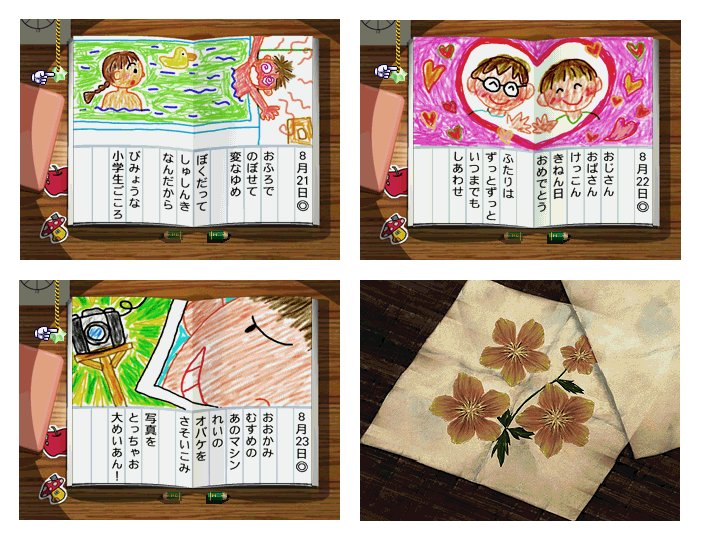 8月21日◎
おふろで
のぼせて
変なゆめ
ぼくだって
しゅしんき
なんだから
びみょうな
小学生ごころ
8月22日◎
おじさん
おばさん
けっこん
きねん日
おめでとう
ふたりは
ずっとずっと
いつまでも
しあわせ
8月23日◎
おおかみ
むすめの
あのマシン
れいの
オバケを
さそいこみ
写真を
とっちゃお
大めいあん!